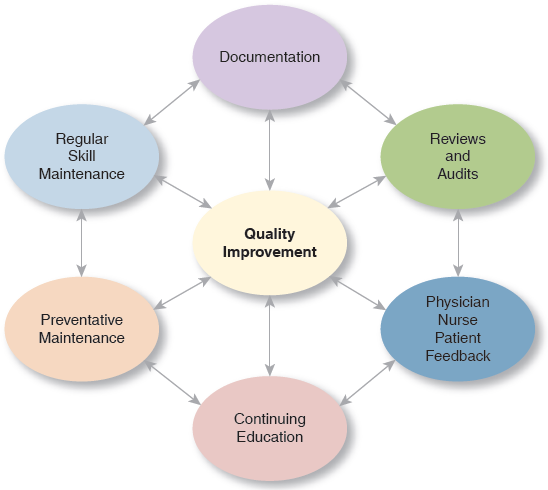 Documentation
Regular
Skill
Maintenance
Reviews
and
Audits
Quality
Improvement
Preventative
Maintenance
Physician
Nurse
Patient
Feedback
Continuing
Education